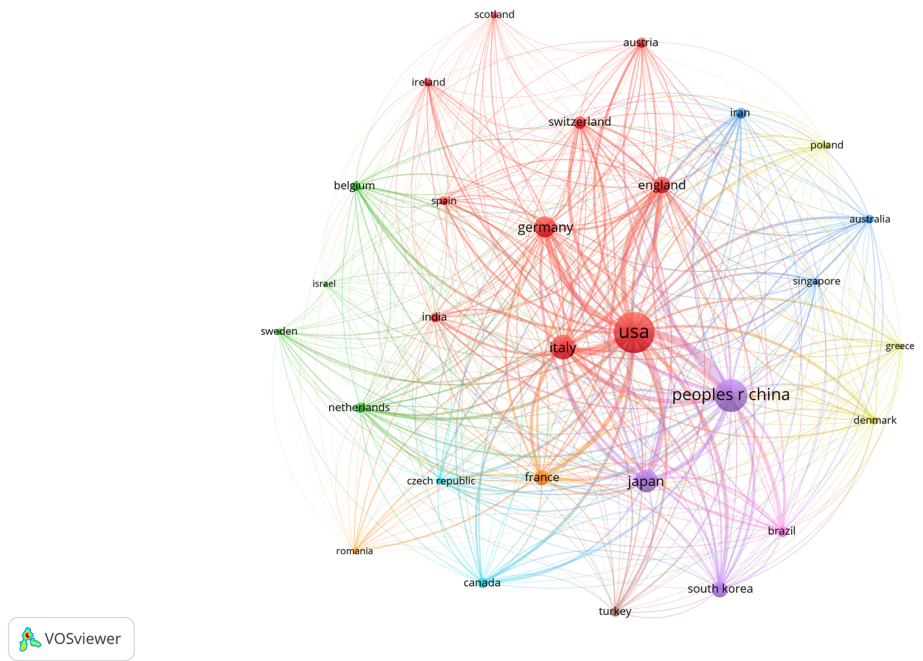 scotland
austria
ireland
iran
switzerland
poland
belgium
england
spain
australia
germany
singapore
israel
india
sweden
usa
italy
greece
peoples r china
netherlands
denmark
czech republic
france
japan
brazil
romania
canada
south korea
turkey
VOSviewer